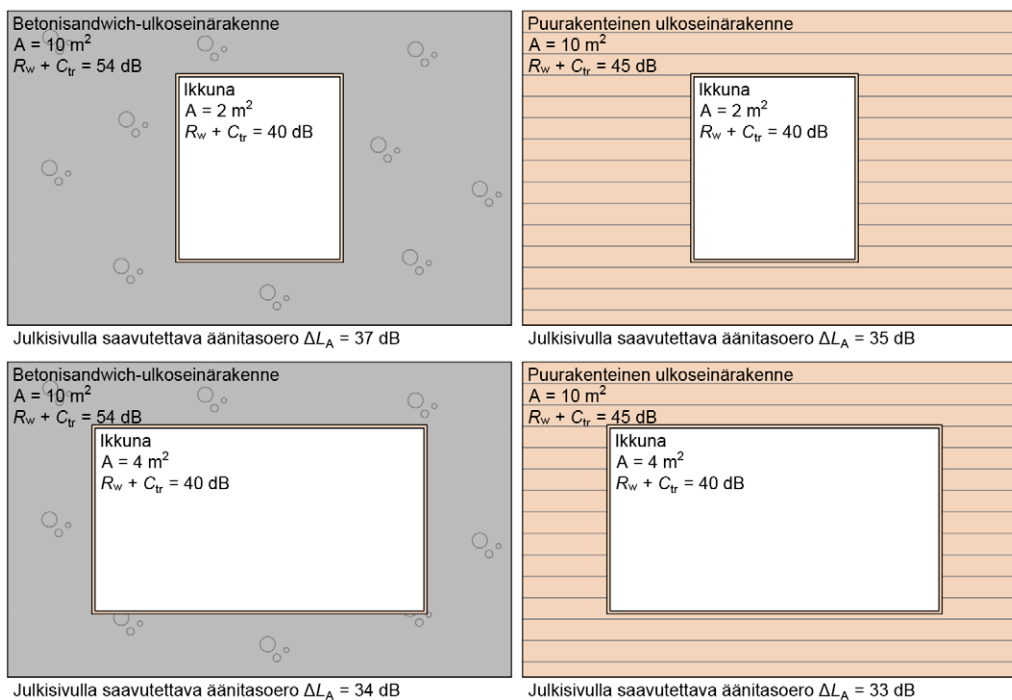 Betonisandwich-ulkoseinärakenne
A = 10 m²
Rw + Ctr = 54 dB
Ikkuna
A = 2 m²
Rw + Ctr = 40 dB
Julkisivulla saavutettava äänitasoero ΔLA = 37 dB
Puurakenteinen ulkoseinärakenne
A = 10 m²
Rw + Ctr = 45 dB
Ikkuna
A = 2 m²
Rw + Ctr = 40 dB
Julkisivulla saavutettava äänitasoero ΔLA = 35 dB
Betonisandwich-ulkoseinärakenne
A = 10 m²
Rw + Ctr = 54 dB
Ikkuna
A = 4 m²
Rw + Ctr = 40 dB
Julkisivulla saavutettava äänitasoero ΔLA = 34 dB
Puurakenteinen ulkoseinärakenne
A = 10 m²
Rw + Ctr = 45 dB
Ikkuna
A = 4 m²
Rw + Ctr = 40 dB
Julkisivulla saavutettava äänitasoero ΔLA = 33 dB